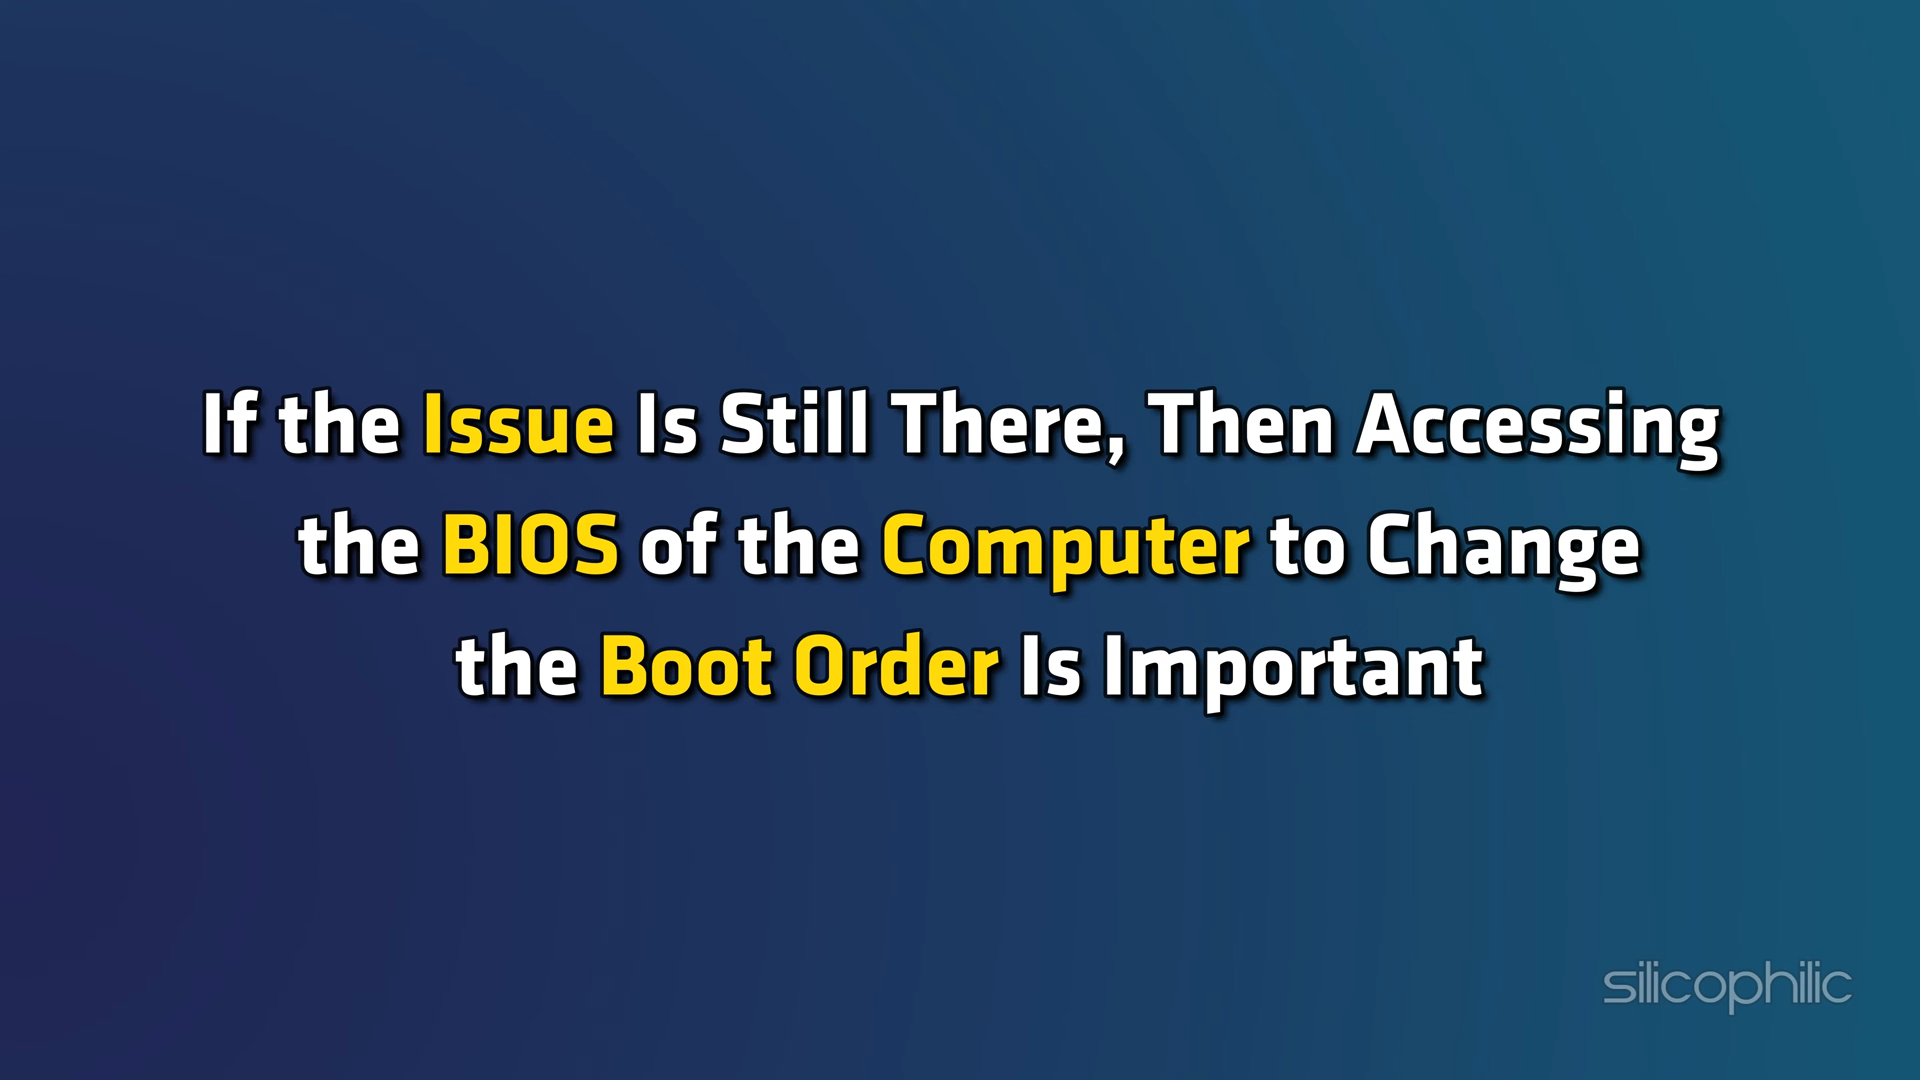 If the Issue Is Still There, Then Accessing
the BIOS of the Computer to Change
the Boot Order Is Important
silicophilic